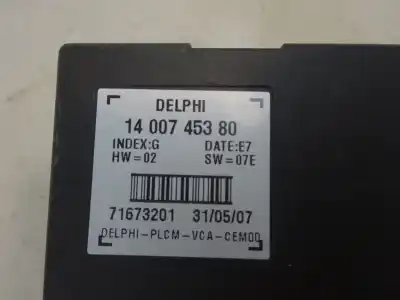 DELPHI
14 007 453 80
INDEX:G DATE:E7
HW=02 SW=07E
71673201 31/05/07
DELPHI-PLCM-VCA-CEMOD